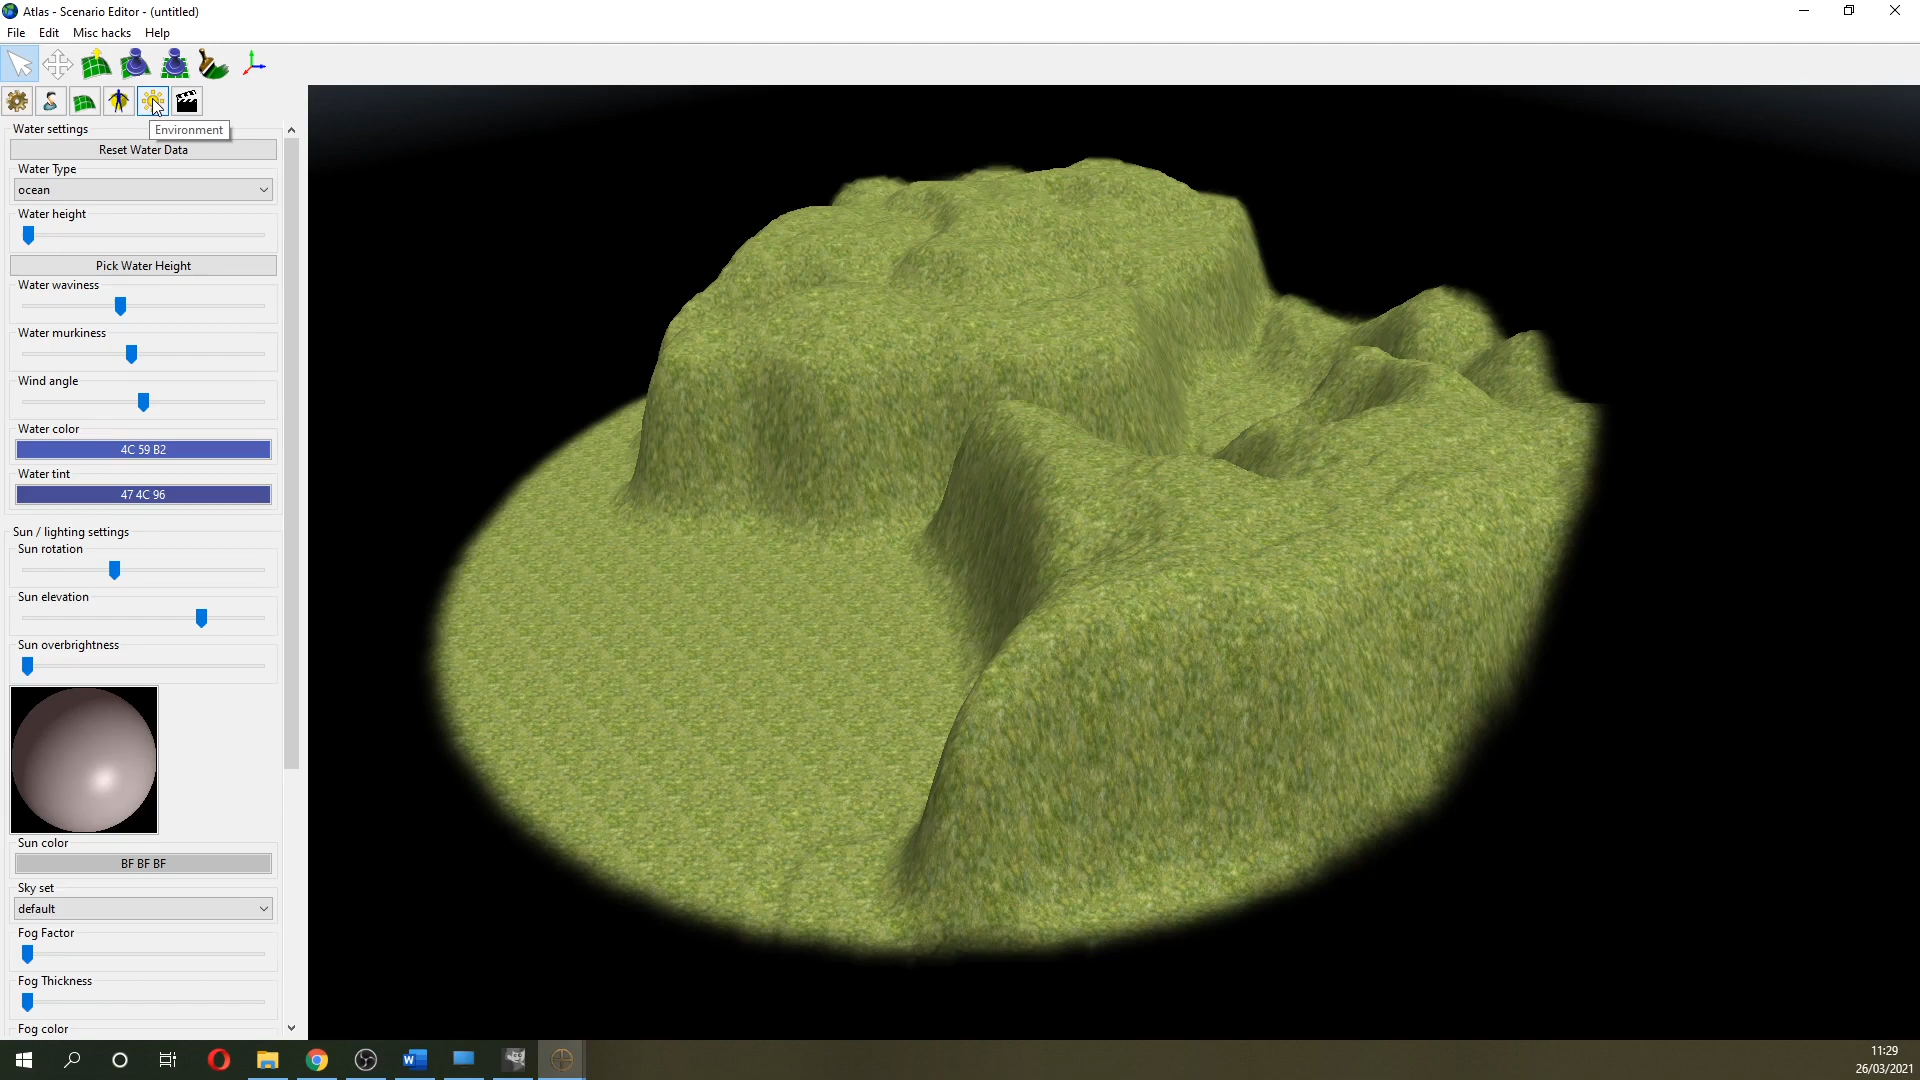 Atlas - Scenario Editor - (untitled)
File Edit Misc hacks Help
Water settings
Environment
Reset Water Data
Water Type
ocean
Water height
Pick Water Height
Water waviness
Water murkiness
Wind angle
Water color
4C 59 B2
Water tint
47 4C 96
Sun / lighting settings
Sun rotation
Sun elevation
Sun overbrightness
Sun color
BF BF BF
Sky set
default
Fog Factor
Fog Thickness
Fog color
11:29
26/03/2021